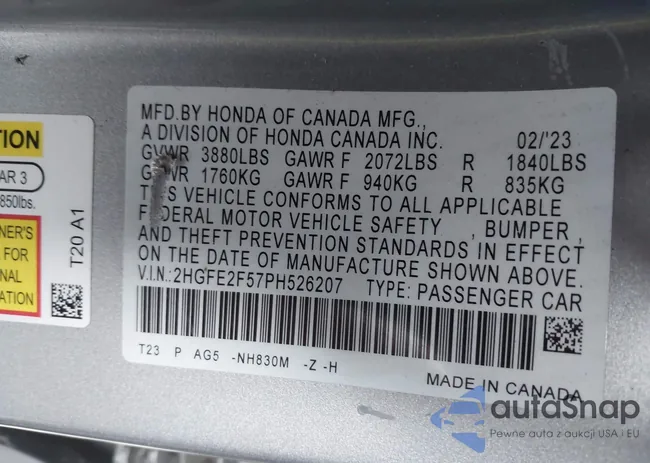 TION
AR 3
850lbs.
NER'S
FOR
NAL
ATION
T20 A1
MFD.BY HONDA OF CANADA MFG.,
A DIVISION OF HONDA CANADA INC. 02/'23
GVWR 3880LBS GAWR F 2072LBS R 1840LBS
GVWR 1760KG GAWR F 940KG R 835KG
THIS VEHICLE CONFORMS TO ALL APPLICABLE
FEDERAL MOTOR VEHICLE SAFETY , BUMPER,
AND THEFT PREVENTION STANDARDS IN EFFECT
ON THE DATE OF MANUFACTURE SHOWN ABOVE.
V.I.N.:2HGFE2F57PH526207 TYPE: PASSENGER CAR
T23 P AG5 -NH830M -Z -H
MADE IN CANADA
autaSnap
Pewne auta z aukcji USA i EU